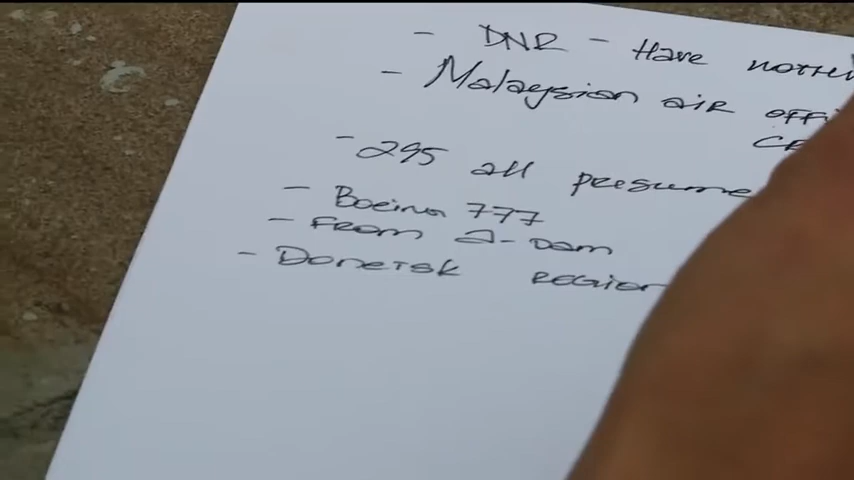 - DNR - Have
- Malaysian air
- 295 all presume
- Boeing 777
- From A-Dam
- Donetsk region